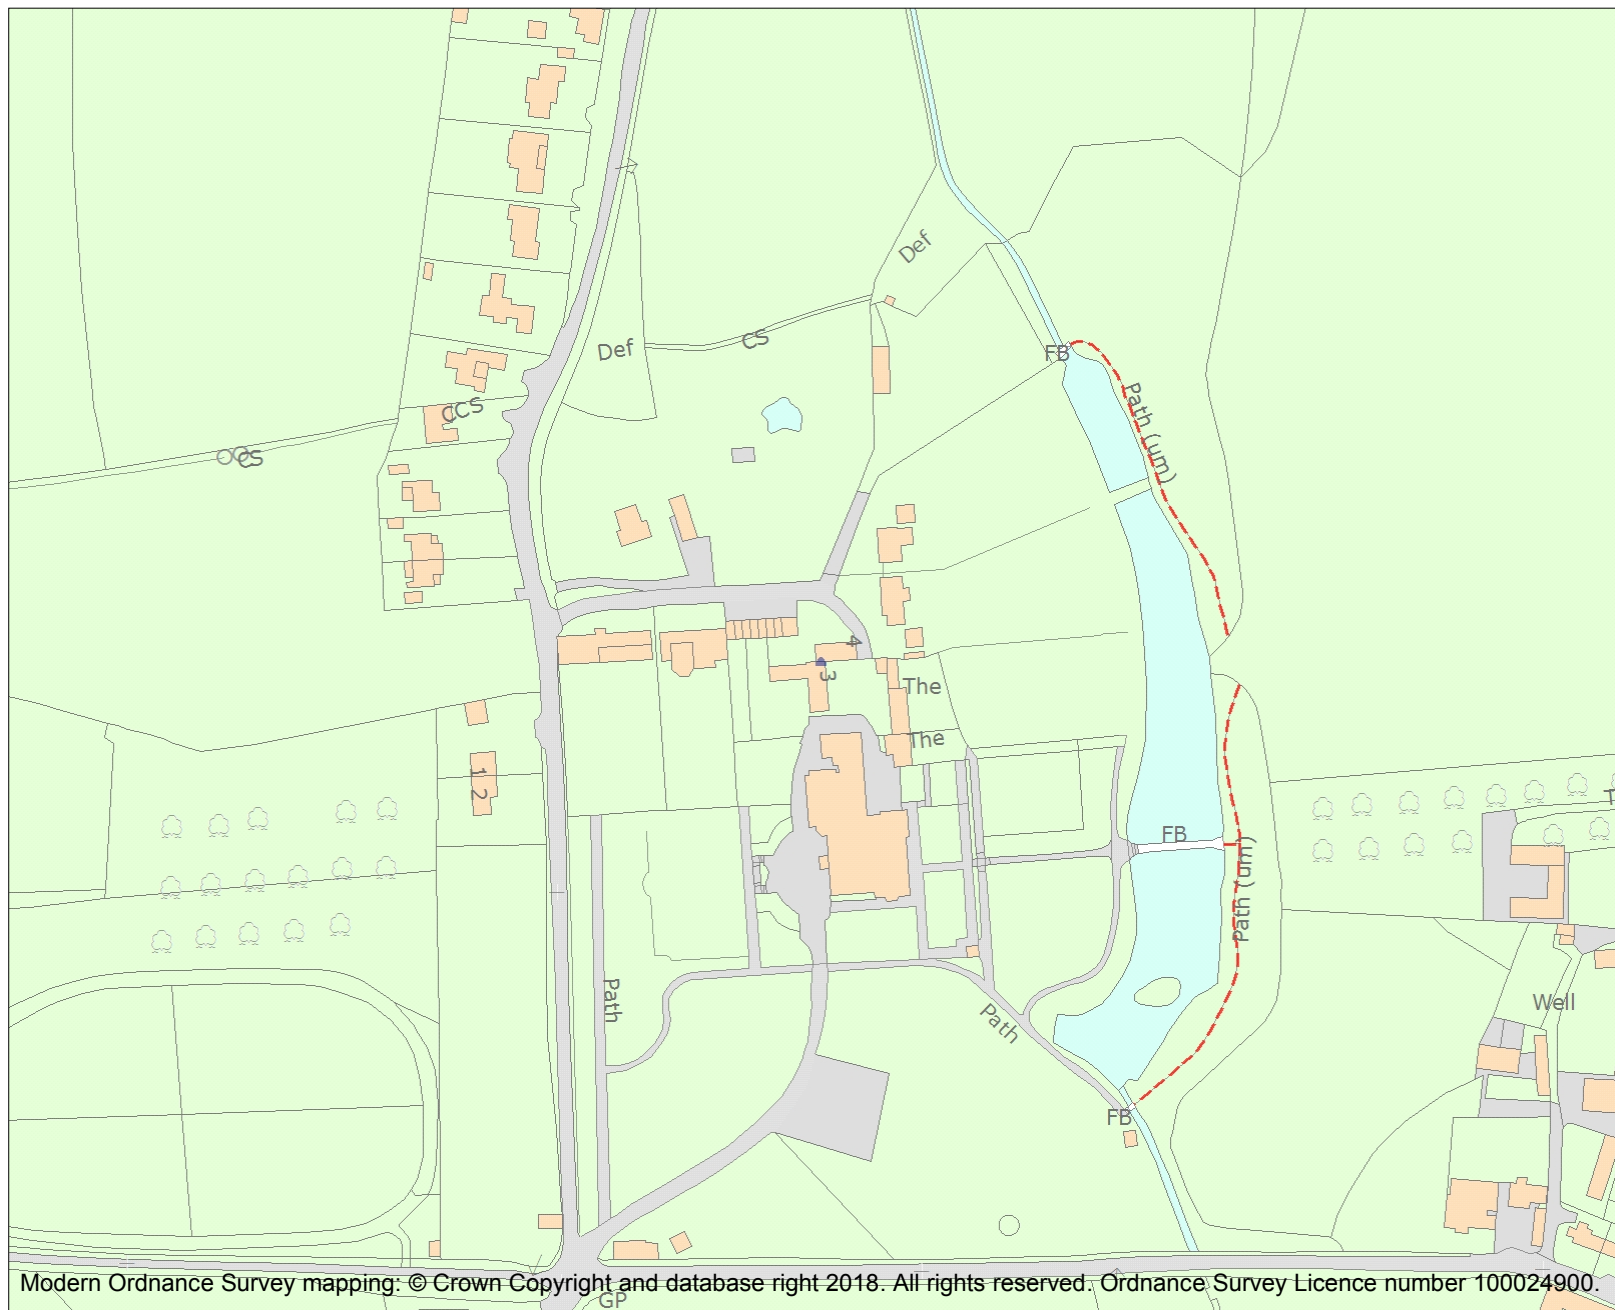 Def
Def
CS
FB
Path (um)
CCS
CS
4
3
The
The
1
2
T
FB
Path (um)
Path
Path
Well
FB
Modern Ordnance Survey mapping: © Crown Copyright and database right 2018. All rights reserved. Ordnance Survey Licence number 100024900.
GP